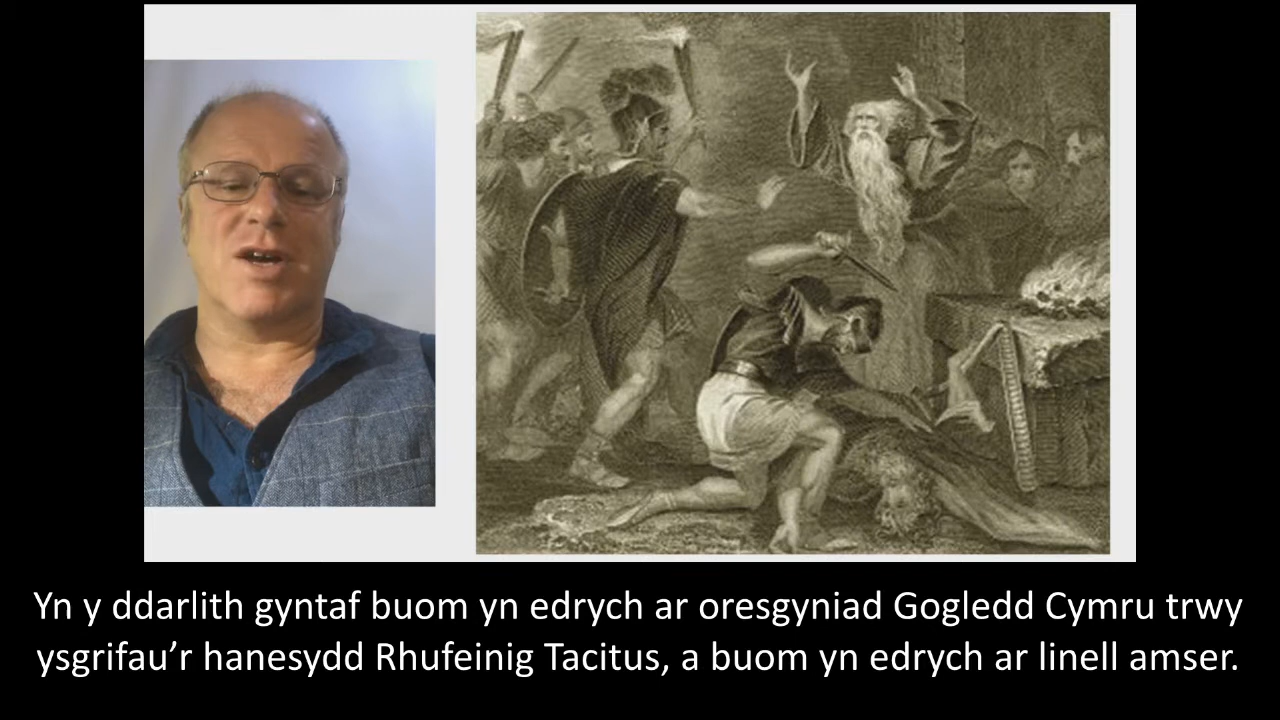 Yn y ddarlith gyntaf buom yn edrych ar oresgyniad Gogledd Cymru trwy
ysgrifau’r hanesydd Rhufeinig Tacitus, a buom yn edrych ar linell amser.